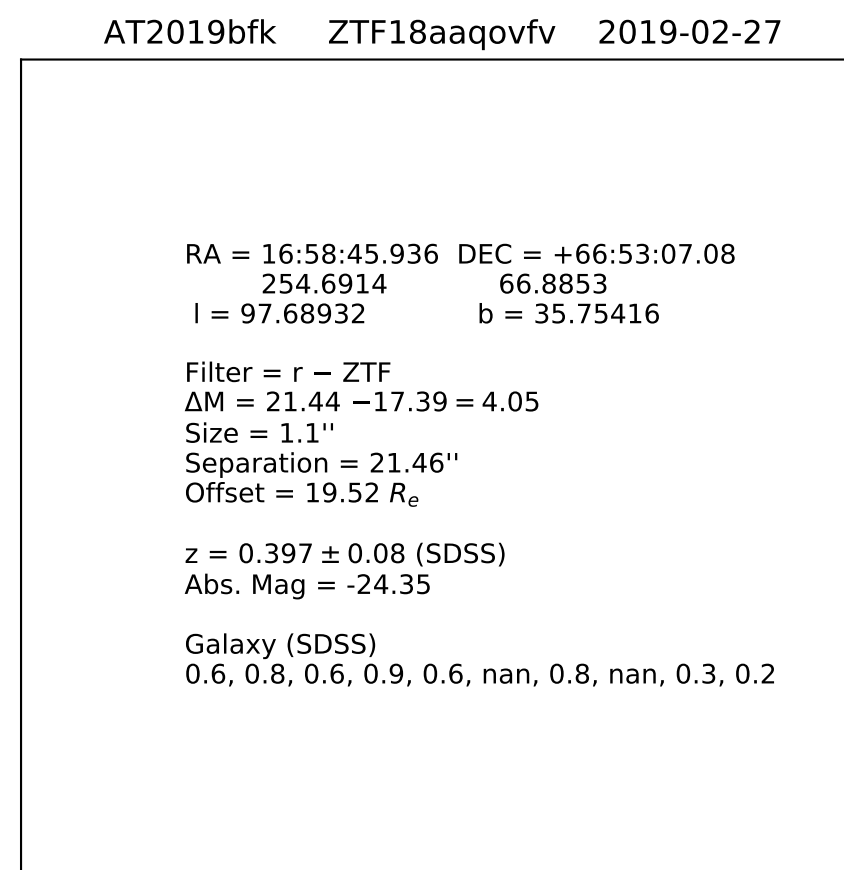 AT2019bfk ZTF18aaqovfv 2019-02-27
RA = 16:58:45.936 DEC = +66:53:07.08
254.6914 66.8853
l = 97.68932 b = 35.75416
Filter = r − ZTF
ΔM = 21.44 −17.39 = 4.05
Size = 1.1''
Separation = 21.46''
Offset = 19.52 Rₑ
z = 0.397 ± 0.08 (SDSS)
Abs. Mag = -24.35
Galaxy (SDSS)
0.6, 0.8, 0.6, 0.9, 0.6, nan, 0.8, nan, 0.3, 0.2